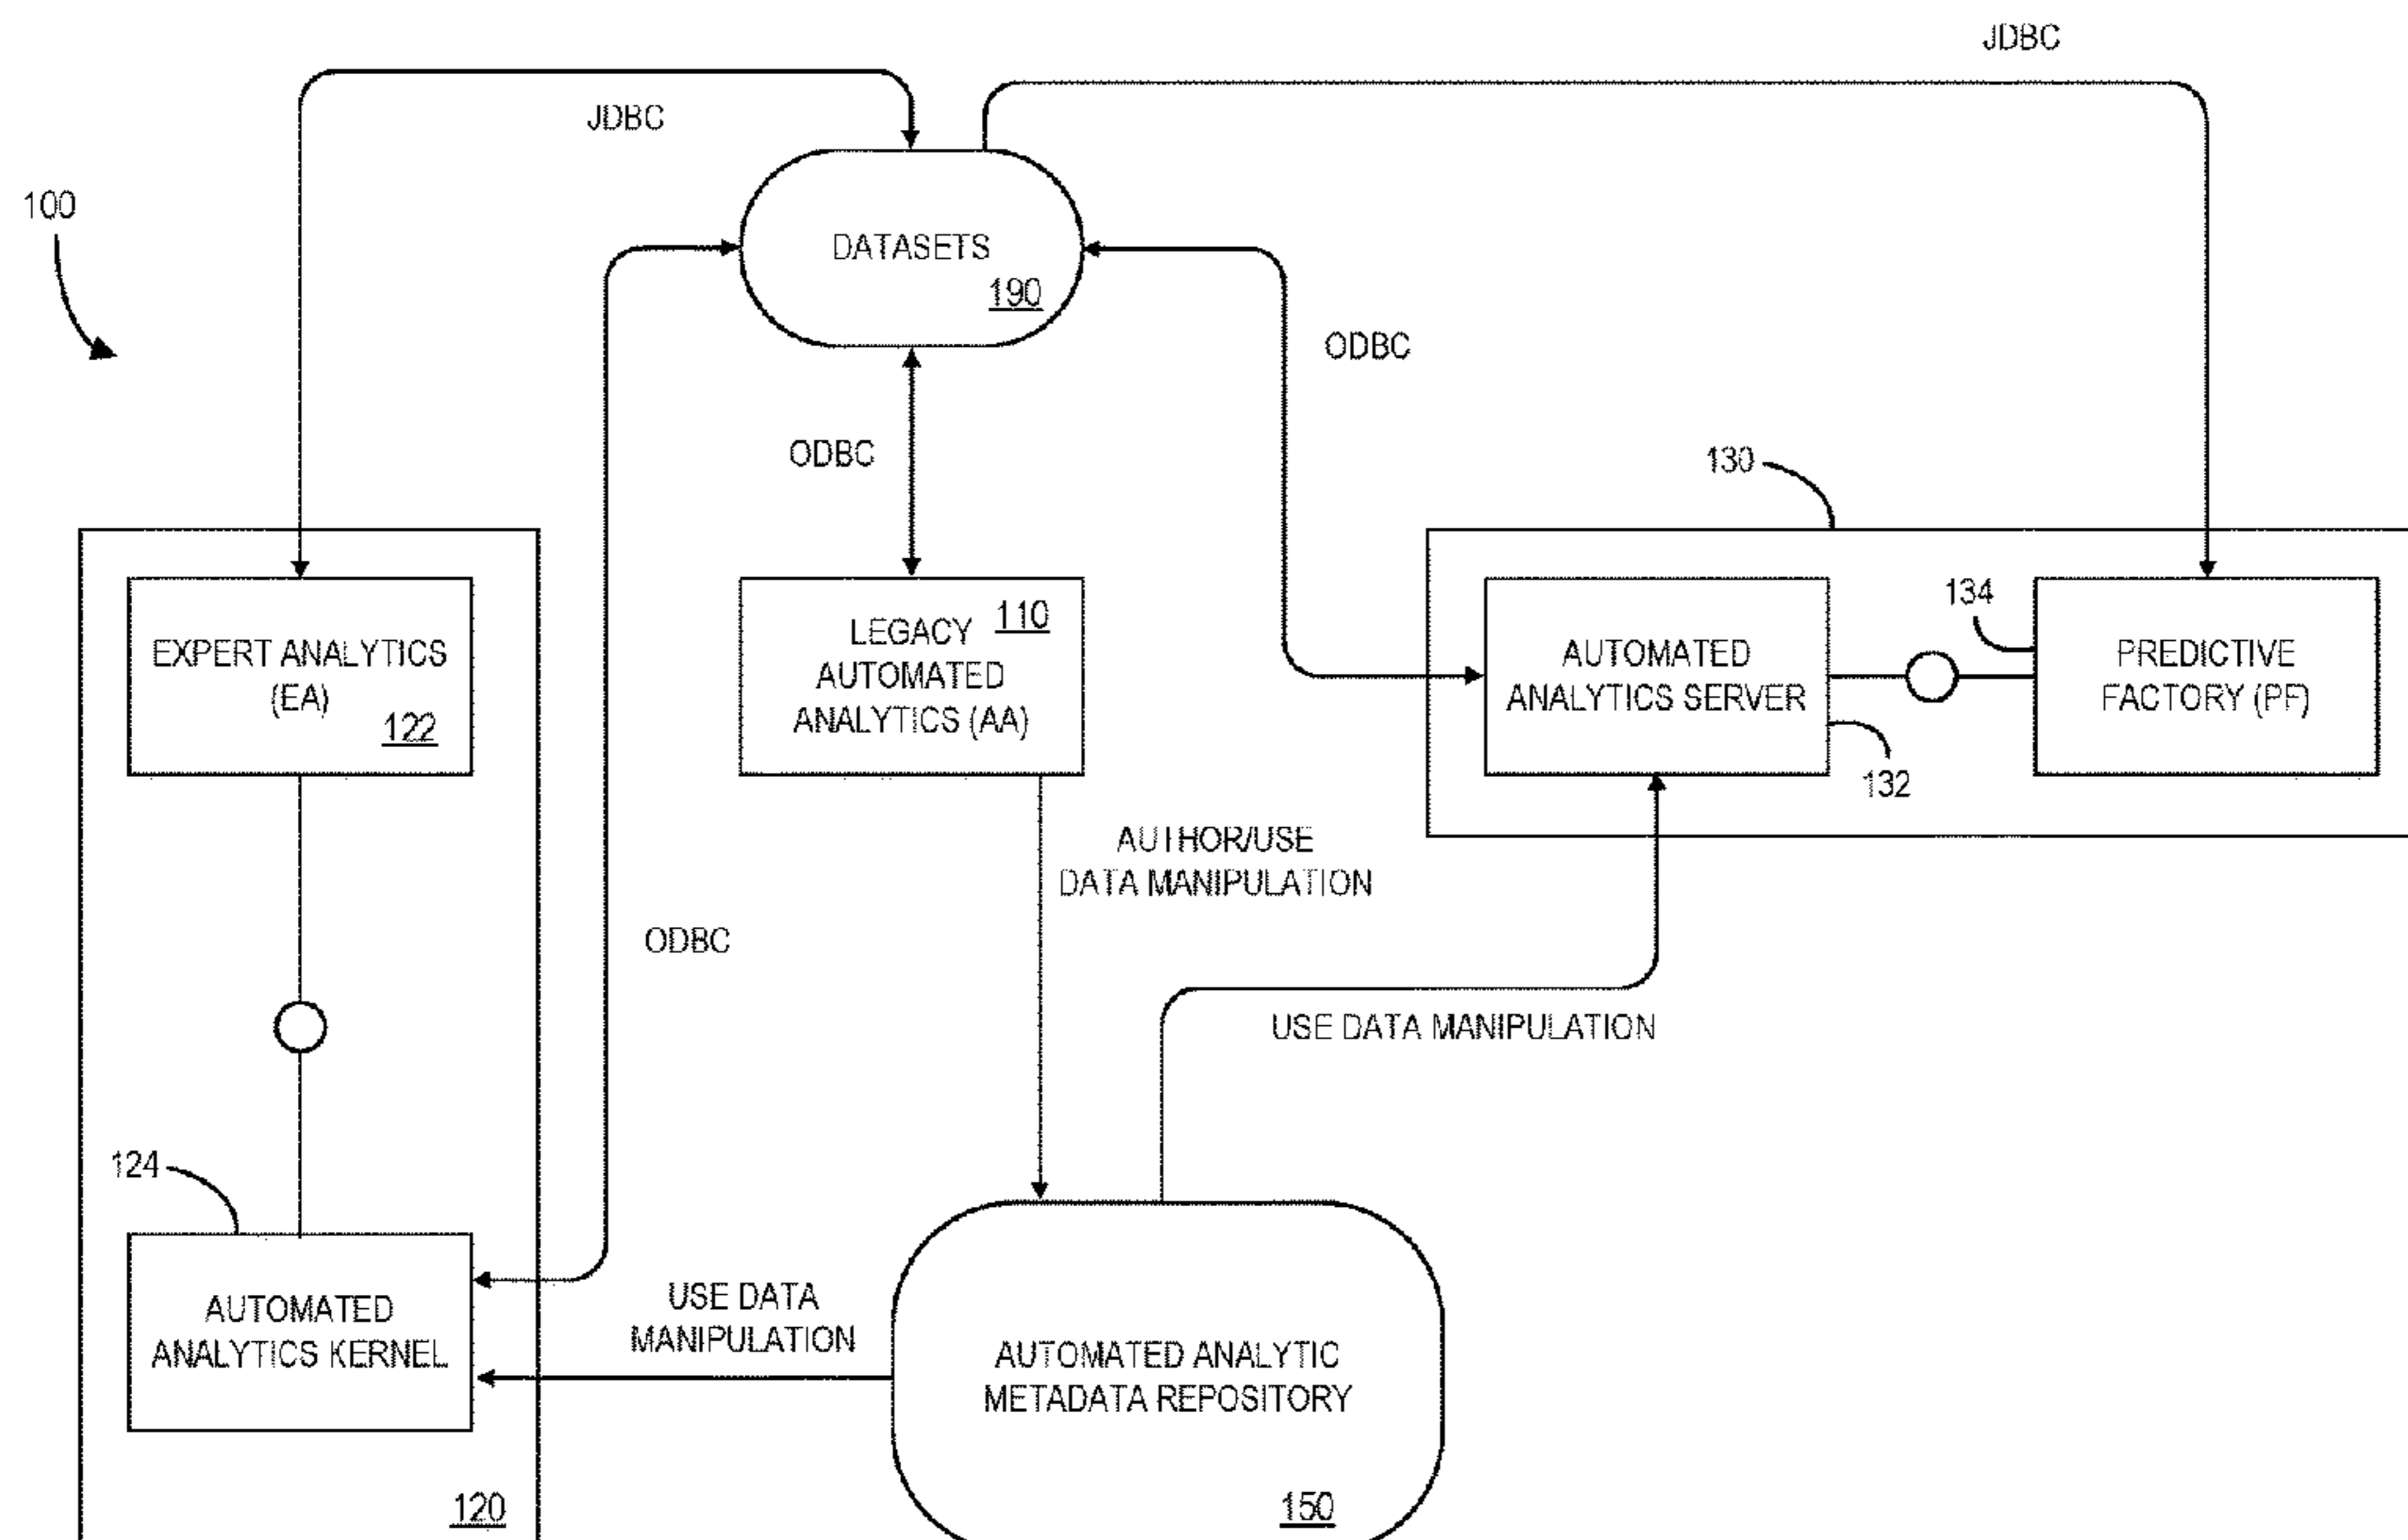 JDBC
JDBC
100
DATASETS
190
ODBC
ODBC
130
134
110
LEGACY
AUTOMATED
ANALYTICS (AA)
EXPERT ANALYTICS
(EA)
122
AUTOMATED
ANALYTICS SERVER
PREDICTIVE
FACTORY (PF)
132
AUTHOR/USE
DATA MANIPULATION
ODBC
USE DATA MANIPULATION
124
AUTOMATED
ANALYTICS KERNEL
USE DATA
MANIPULATION
AUTOMATED ANALYTIC
METADATA REPOSITORY
120
150